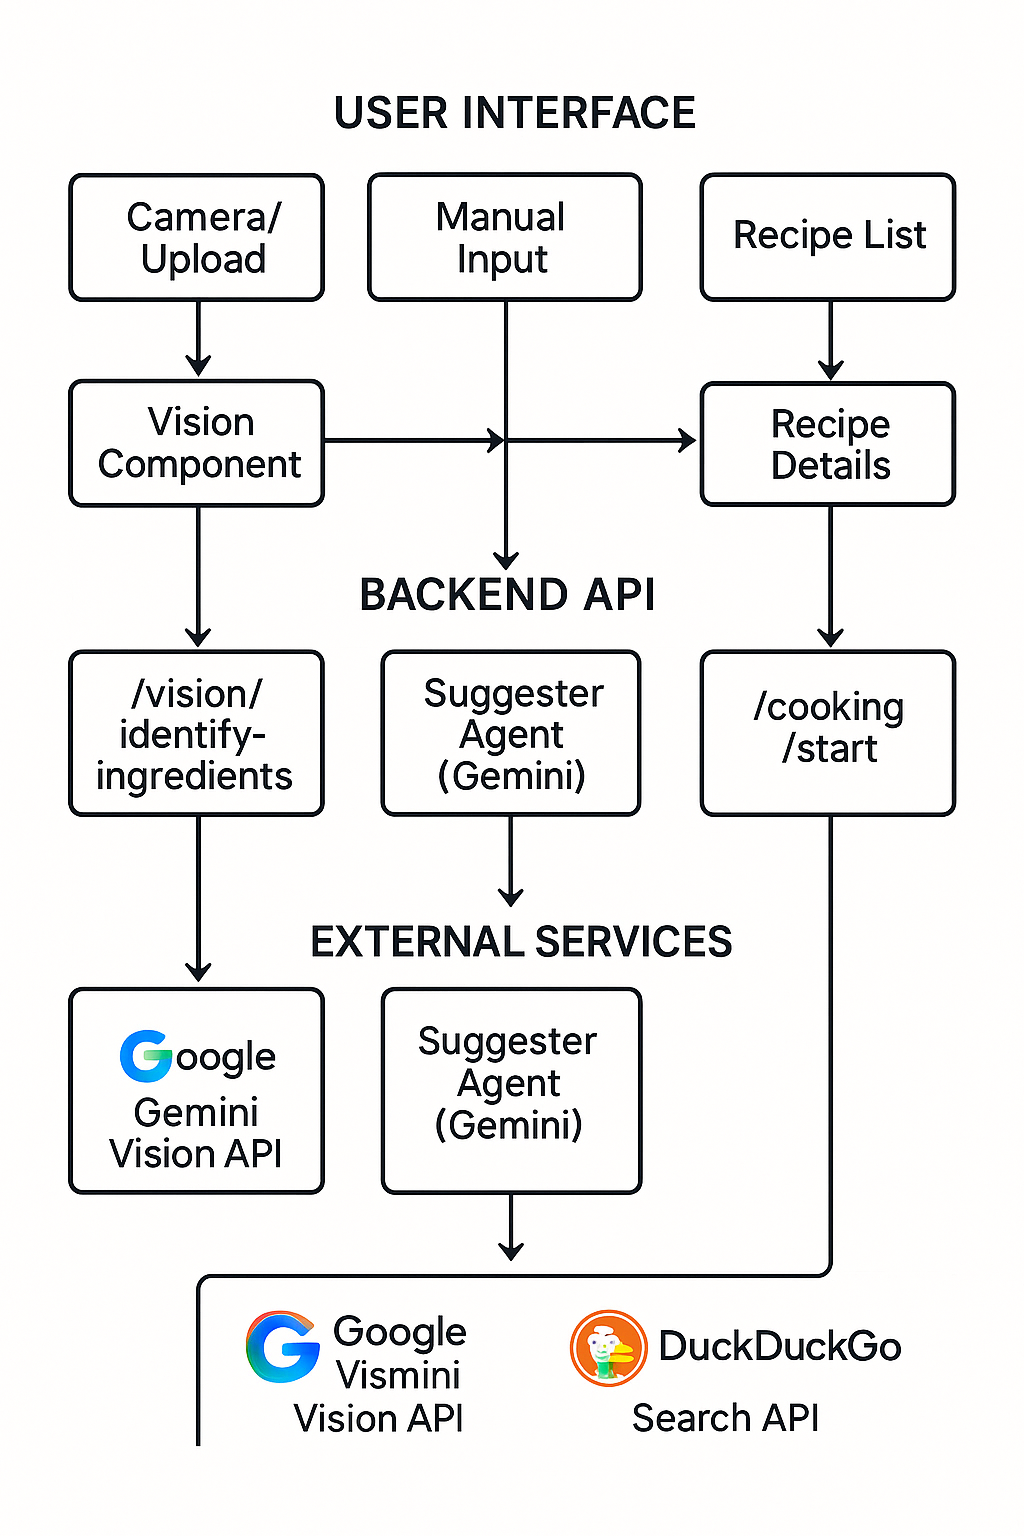 USER INTERFACE
Camera/
Upload
Manual
Input
Recipe List
Vision
Component
Recipe
Details
BACKEND API
/vision/
identify-
ingredients
Suggester
Agent
(Gemini)
/cooking
/start
EXTERNAL SERVICES
Google
Gemini
Vision API
Suggester
Agent
(Gemini)
Google
Vismini
Vision API
DuckDuckGo
Search API